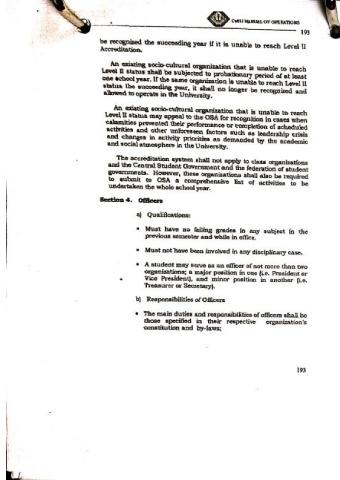 CMU MANUAL OF OPERATIONS
193
be recognized the succeeding year if it is unable to reach Level II
Accreditation.
An existing socio-cultural organization that is unable to reach
Level II status shall be subjected to probationary period of at least
one school year. If the same organization is unable to reach Level II
status the succeeding year, it shall no longer be recognized and
allowed to operate in the University.
An existing socio-cultural organization that is unable to reach
Level II status may appeal to the OSA for recognition in cases when
calamities prevented their performance or completion of scheduled
activities and other unforeseen factors such as leadership crisis
and changes in activity priorities as demanded by the academic
and social atmosphere in the University.
The accreditation system shall not apply to class organizations
and the Central Student Government and the federation of student
governments. However, these organizations shall also be required
to submit to OSA a comprehensive list of activities to be
undertaken the whole school year.
Section 4. Officers
a) Qualifications:
• Must have no failing grades in any subject in the
previous semester and while in office.
• Must not have been involved in any disciplinary case.
• A student may serve as an officer of not more than two
organizations; a major position in one (i.e. President or
Vice President), and minor position in another (i.e.
Treasurer or Secretary).
b) Responsibilities of Officers
• The main duties and responsibilities of officers shall be
those specified in their respective organization's
constitution and by-laws;
193